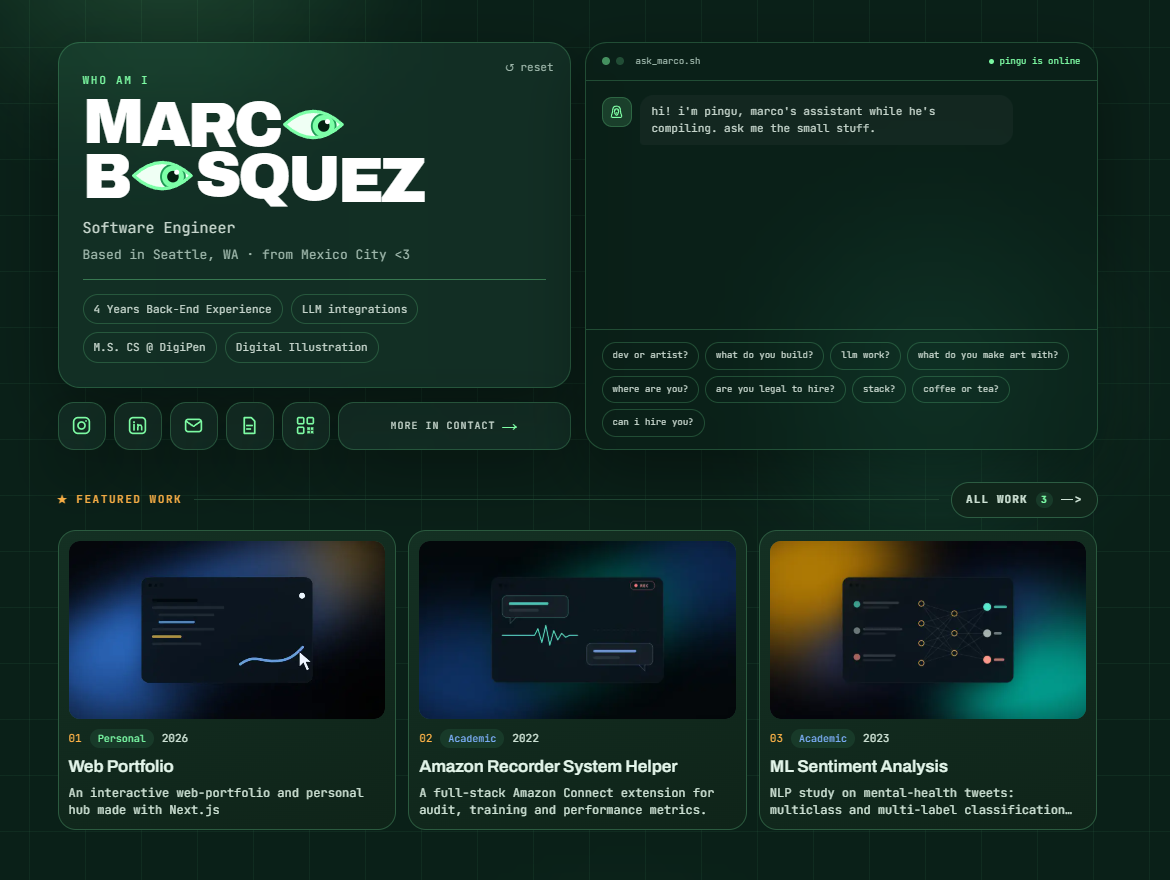 WHO AM I
↺ reset
MARC
B SQUEZ
Software Engineer
Based in Seattle, WA · from Mexico City <3
4 Years Back-End Experience
LLM integrations
M.S. CS @ DigiPen
Digital Illustration
MORE IN CONTACT →
ask_marco.sh
pingu is online
hi! i'm pingu, marco's assistant while he's
compiling. ask me the small stuff.
dev or artist?
what do you build?
llm work?
what do you make art with?
where are you?
are you legal to hire?
stack?
coffee or tea?
can i hire you?
★ FEATURED WORK
ALL WORK 3 —>
01 Personal 2026
Web Portfolio
An interactive web-portfolio and personal
hub made with Next.js
02 Academic 2022
Amazon Recorder System Helper
A full-stack Amazon Connect extension for
audit, training and performance metrics.
03 Academic 2023
ML Sentiment Analysis
NLP study on mental-health tweets:
multiclass and multi-label classification…